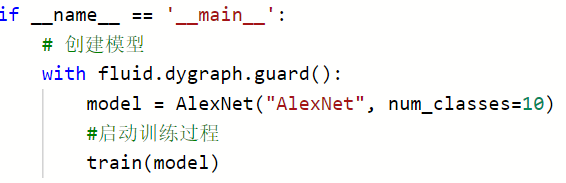 if __name__ == '__main__':
    # 创建模型
    with fluid.dygraph.guard():
        model = AlexNet("AlexNet", num_classes=10)
        #启动训练过程
        train(model)